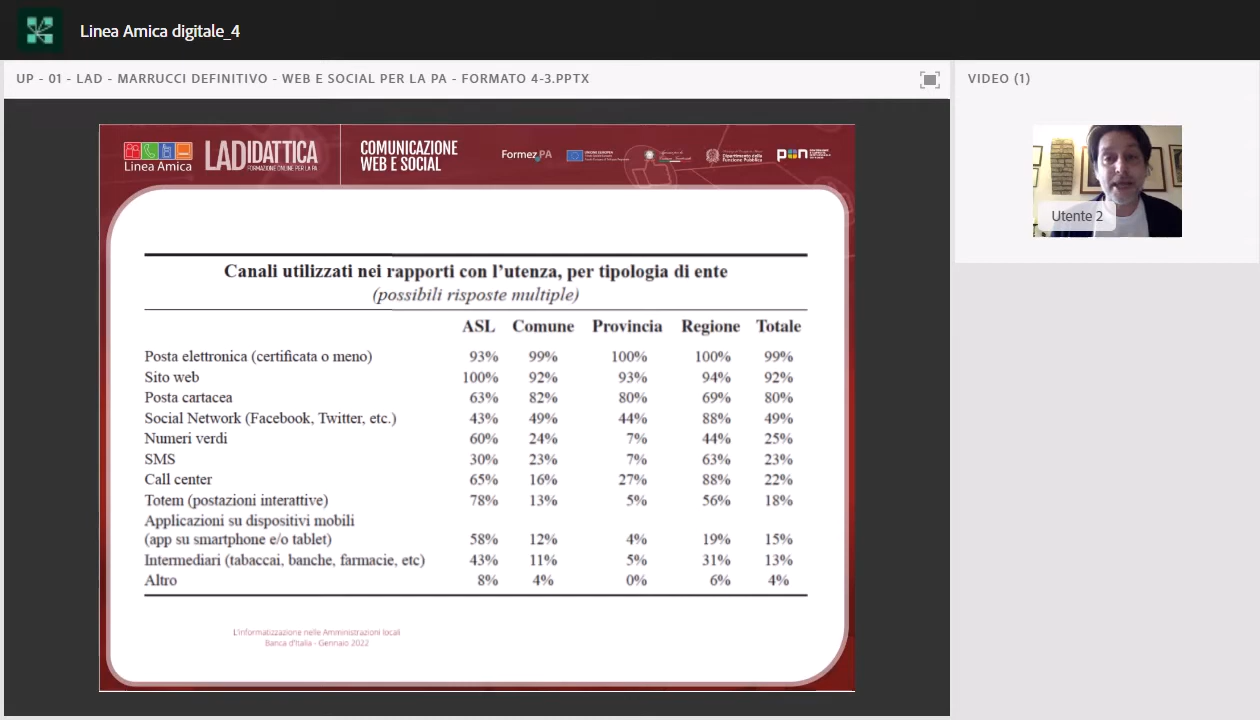 Linea Amica digitale_4
UP - 01 - LAD - MARRUCCI DEFINITIVO - WEB E SOCIAL PER LA PA - FORMATO 4-3.PPTX
VIDEO (1)
Linea Amica
LADIDATTICA
FORMAZIONE ONLINE PER LA PA
COMUNICAZIONE
WEB E SOCIAL
Formez PA
UNIONE EUROPEA
pon
Canali utilizzati nei rapporti con l’utenza, per tipologia di ente
(possibili risposte multiple)
ASL Comune Provincia Regione Totale
Posta elettronica (certificata o meno) 93% 99% 100% 100% 99%
Sito web 100% 92% 93% 94% 92%
Posta cartacea 63% 82% 80% 69% 80%
Social Network (Facebook, Twitter, etc.) 43% 49% 44% 88% 49%
Numeri verdi 60% 24% 7% 44% 25%
SMS 30% 23% 7% 63% 23%
Call center 65% 16% 27% 88% 22%
Totem (postazioni interattive) 78% 13% 5% 56% 18%
Applicazioni su dispositivi mobili
(app su smartphone e/o tablet) 58% 12% 4% 19% 15%
Intermediari (tabaccai, banche, farmacie, etc) 43% 11% 5% 31% 13%
Altro 8% 4% 0% 6% 4%
L'Informatizzazione nelle Amministrazioni locali
Banca d'Italia - Gennaio 2022
Utente 2